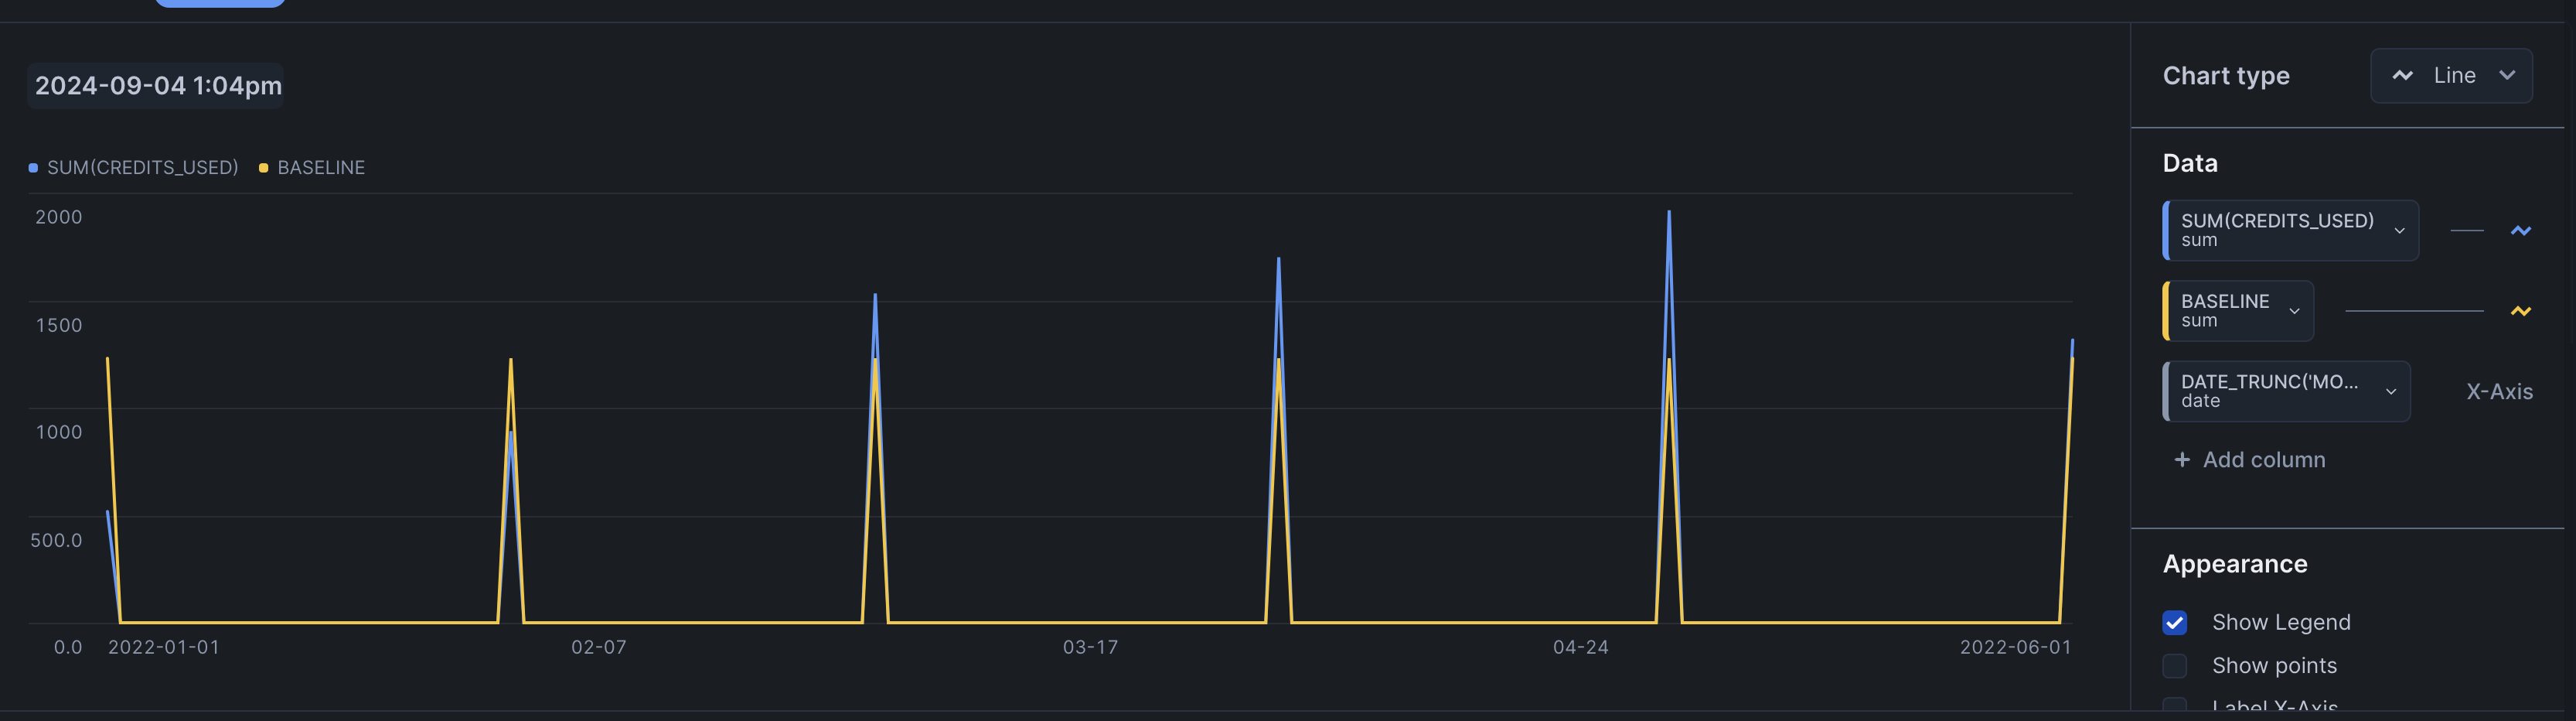 2024-09-04 1:04pm
SUM(CREDITS_USED) BASELINE
2000
1500
1000
500.0
0.0 2022-01-01 02-07 03-17 04-24 2022-06-01
Chart type Line
Data
SUM(CREDITS_USED)
sum
BASELINE
sum
DATE_TRUNC('MO...
date
X-Axis
+ Add column
Appearance
Show Legend
Show points
Label X-Axis